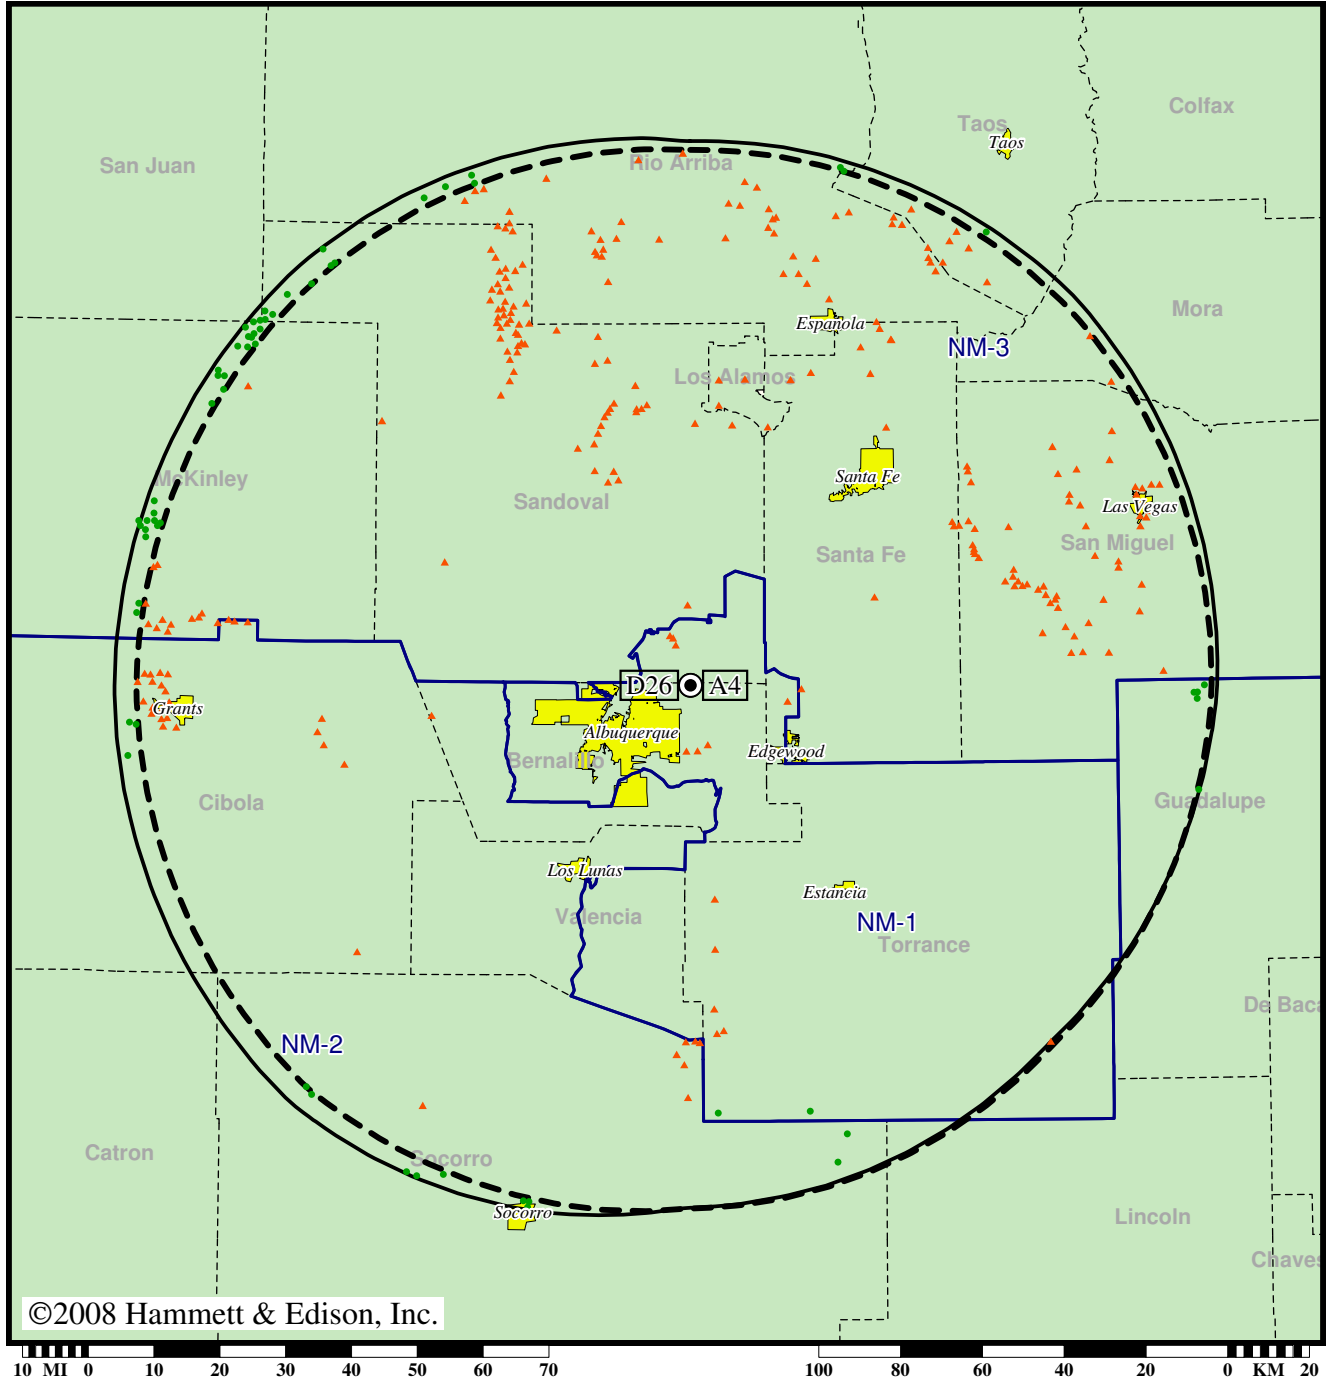 Colfax
Taos
Taos
San Juan
Rio Arriba
Mora
Española
NM-3
Los Alamos
McKinley
Santa Fe
Sandoval
Las Vegas
San Miguel
Santa Fe
D26 A4
Grants
Albuquerque
Edgewood
Bernalillo
Cibola
Guadalupe
Los Lunas
Estancia
Valencia
NM-1
Torrance
De Baca
NM-2
Catron
Socorro
Socorro
Lincoln
Chaves
©2008 Hammett & Edison, Inc.
10 MI 0 10 20 30 40 50 60 70 100 80 60 40 20 0 KM 20